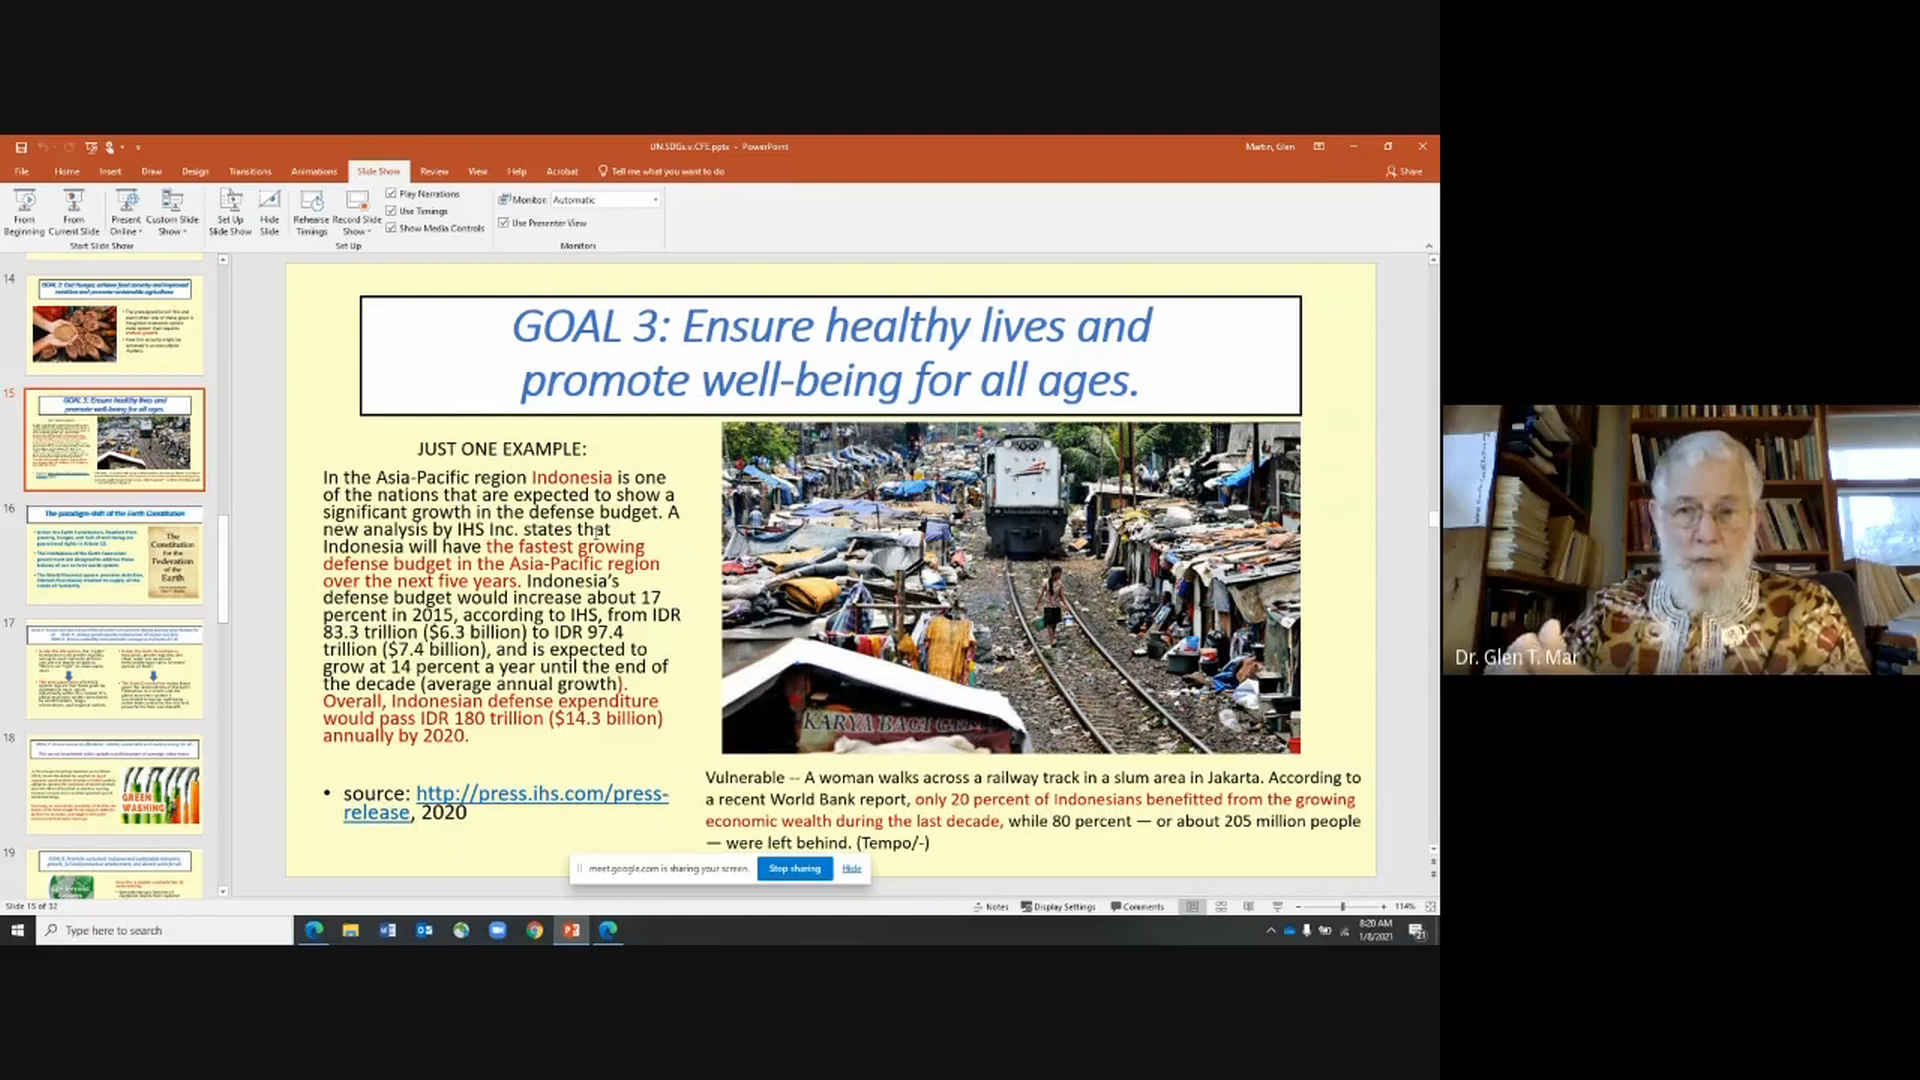 UN.SDGs.v.CFE.pptx - PowerPoint
Martin, Glen
File Home Insert Draw Design Transitions Animations Slide Show Review View Help Acrobat Tell me what you want to do
Share
From Beginning
From Current Slide
Present Online
Custom Slide Show
Start Slide Show
Set Up Slide Show
Hide Slide
Rehearse Timings
Record Slide Show
Play Narrations
Use Timings
Show Media Controls
Set Up
Monitor: Automatic
Use Presenter View
Monitors
14
GOAL 2: End Hunger, achieve food security and improved
nutrition and promote sustainable agriculture
15
GOAL 3: Ensure healthy lives and
promote well-being for all ages.
16
The paradigm-shift of the Earth Constitution
The
Constitution
for the
Federation
of the
Earth
17
18
GREEN
WASHING
19
GOAL 3: Ensure healthy lives and
promote well-being for all ages.
JUST ONE EXAMPLE:
In the Asia-Pacific region Indonesia is one
of the nations that are expected to show a
significant growth in the defense budget. A
new analysis by IHS Inc. states that
Indonesia will have the fastest growing
defense budget in the Asia-Pacific region
over the next five years. Indonesia's
defense budget would increase about 17
percent in 2015, according to IHS, from IDR
83.3 trillion ($6.3 billion) to IDR 97.4
trillion ($7.4 billion), and is expected to
grow at 14 percent a year until the end of
the decade (average annual growth).
Overall, Indonesian defense expenditure
would pass IDR 180 trillion ($14.3 billion)
annually by 2020.
• source: http://press.ihs.com/press-
release, 2020
KARYA BAGI
Vulnerable -- A woman walks across a railway track in a slum area in Jakarta. According to
a recent World Bank report, only 20 percent of Indonesians benefitted from the growing
economic wealth during the last decade, while 80 percent — or about 205 million people
— were left behind. (Tempo/-)
meet.google.com is sharing your screen.
Stop sharing
Hide
Slide 15 of 32
Notes
Display Settings
Comments
114%
Type here to search
8:20 AM
1/8/2021
21
Dr. Glen T. Mar